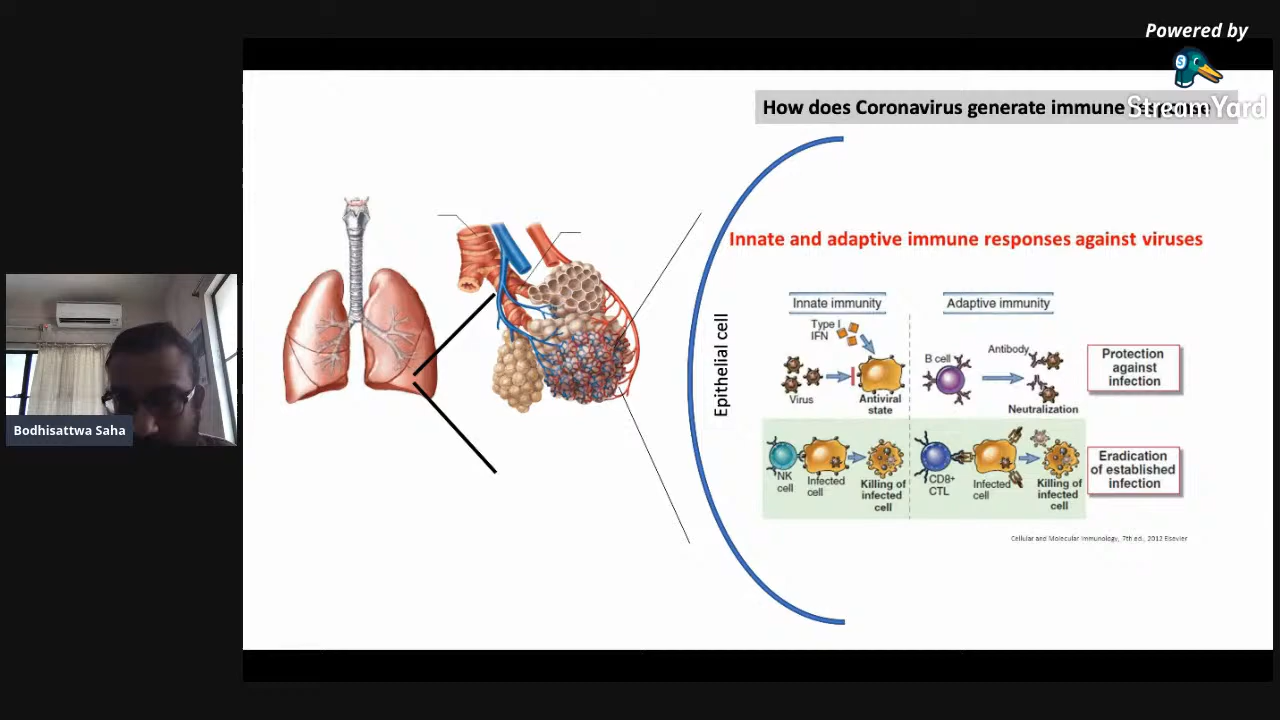 Powered by
StreamYard
How does Coronavirus generate immune response
Innate and adaptive immune responses against viruses
Epithelial cell
Innate immunity
Adaptive immunity
Type I
IFN
Virus
Antiviral
state
B cell
Antibody
Neutralization
Protection
against
infection
NK
cell
Infected
cell
Killing of
infected
cell
CD8+
CTL
Infected
cell
Killing of
infected
cell
Eradication
of established
infection
Cellular and Molecular Immunology, 7th ed., 2012 Elsevier
Bodhisattwa Saha